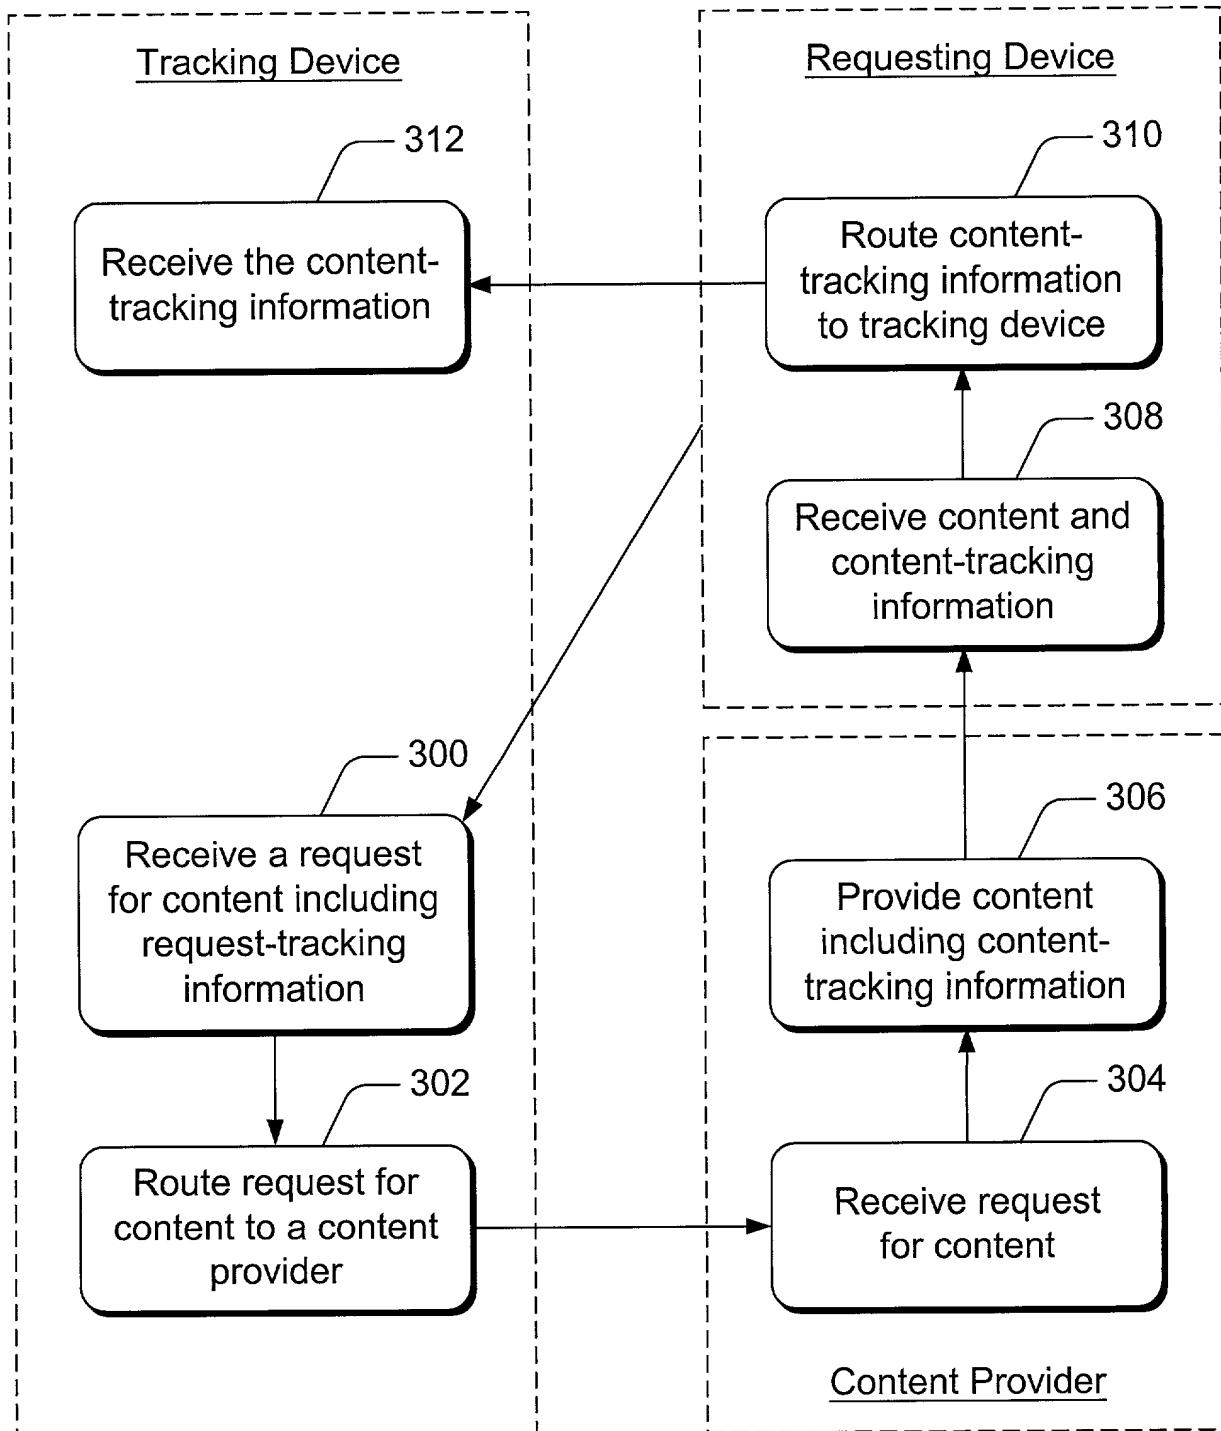 Tracking Device
312
Receive the content-
tracking information
300
Receive a request
for content including
request-tracking
information
302
Route request for
content to a content
provider
Requesting Device
310
Route content-
tracking information
to tracking device
308
Receive content and
content-tracking
information
306
Provide content
including content-
tracking information
304
Receive request
for content
Content Provider